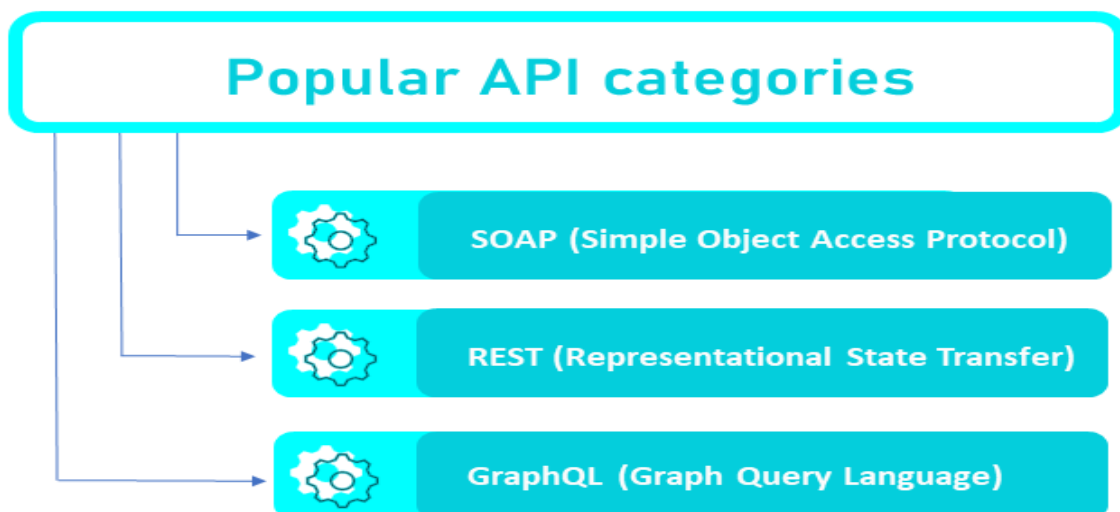 Popular API categories
SOAP (Simple Object Access Protocol)
REST (Representational State Transfer)
GraphQL (Graph Query Language)